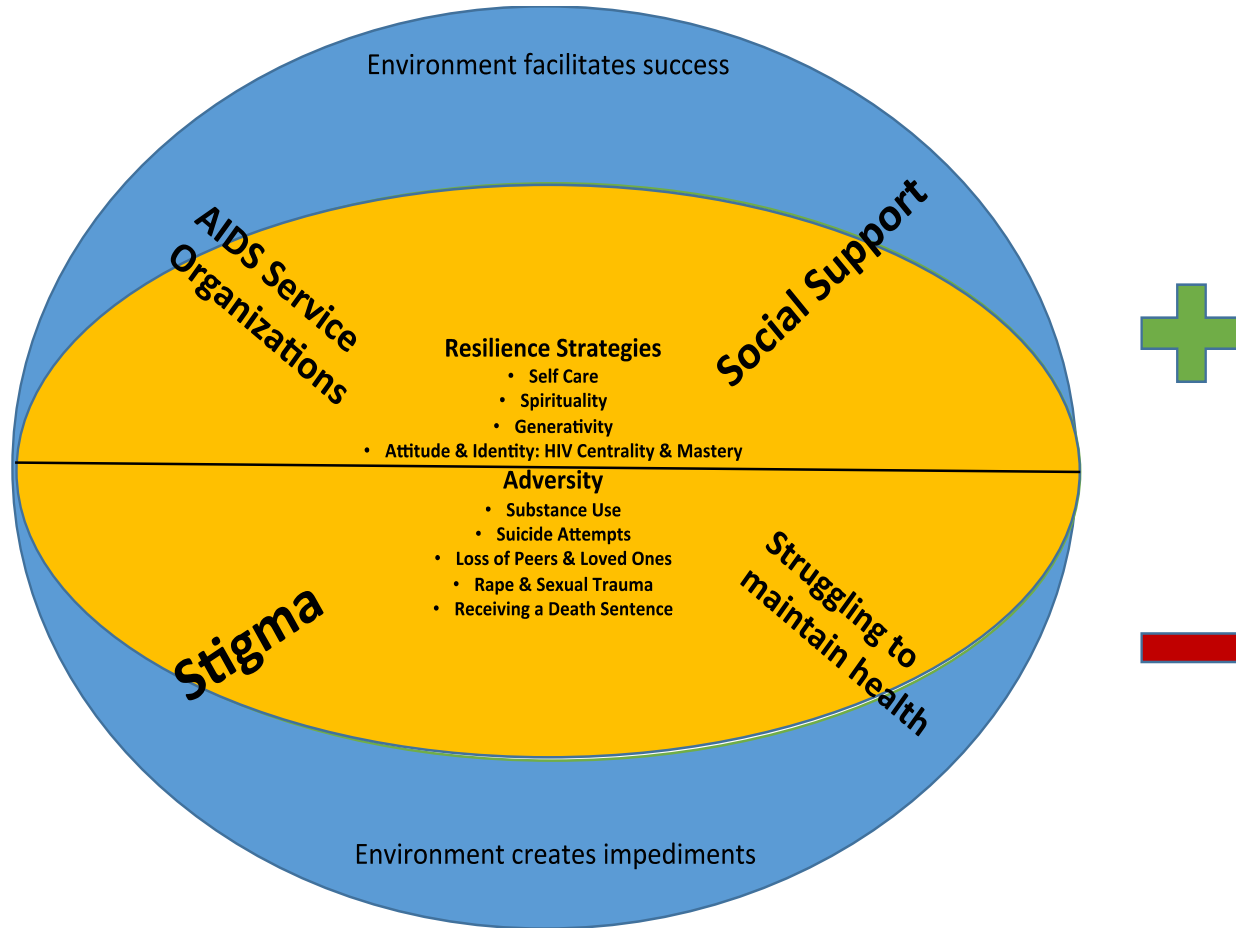 Environment facilitates success
AIDS Service
Organizations
Social Support
Resilience Strategies
• Self Care
• Spirituality
• Generativity
• Attitude & Identity: HIV Centrality & Mastery
Adversity
• Substance Use
• Suicide Attempts
• Loss of Peers & Loved Ones
• Rape & Sexual Trauma
• Receiving a Death Sentence
Stigma
Struggling to
maintain health
Environment creates impediments